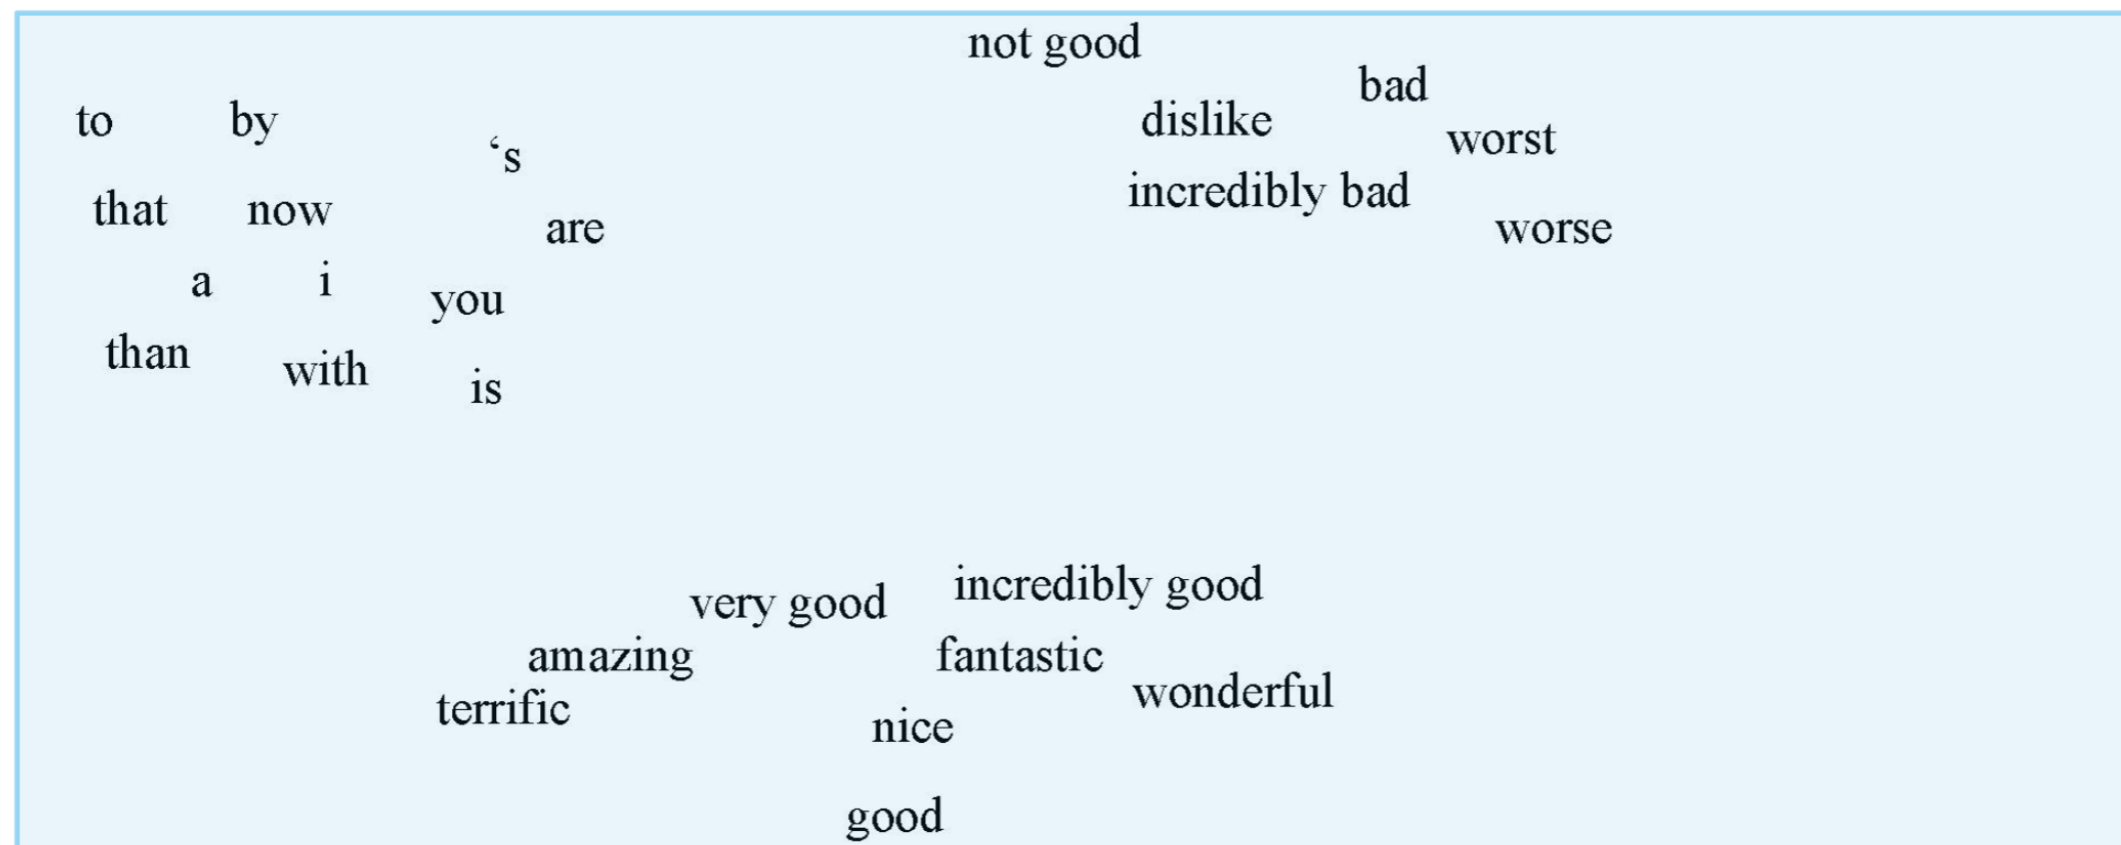 not good
bad
to by dislike
‘s worst
that now incredibly bad
are worse
a i you
than with is
very good incredibly good
amazing fantastic
terrific wonderful
nice
good